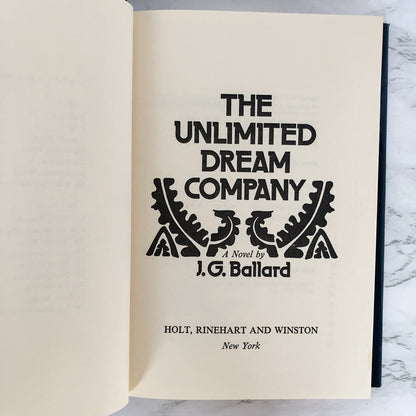 THE
UNLIMITED
DREAM
COMPANY
A Novel by
J.G. Ballard
HOLT, RINEHART AND WINSTON
New York